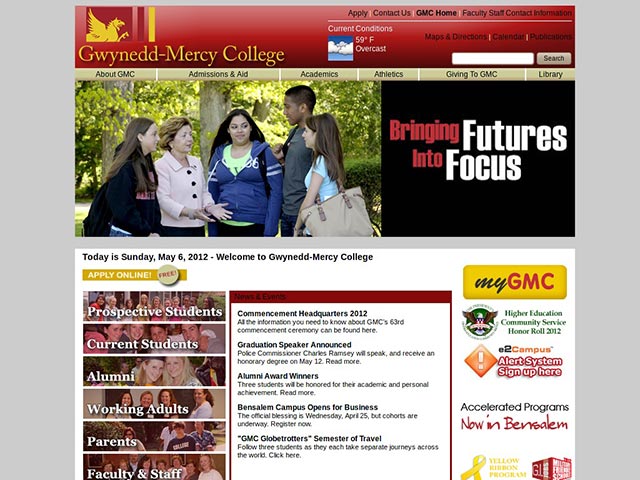 Apply | Contact Us | GMC Home | Faculty Staff Contact Information
Current Conditions
59° F
Overcast
Maps & Directions | Calendar | Publications
Search
Gwynedd-Mercy College
About GMC
Admissions & Aid
Academics
Athletics
Giving To GMC
Library
Bringing Futures
Into Focus
Today is Sunday, May 6, 2012 - Welcome to Gwynedd-Mercy College
APPLY ONLINE! FREE!
Prospective Students
Current Students
Alumni
Working Adults
Parents
Faculty & Staff
News & Events
Commencement Headquarters 2012
All the information you need to know about GMC's 63rd
commencement ceremony can be found here.
Graduation Speaker Announced
Police Commissioner Charles Ramsey will speak, and receive an
honorary degree on May 12. Read more.
Alumni Award Winners
Three students will be honored for their academic and personal
achievement. Read more.
Bensalem Campus Opens for Business
The official blessing is Wednesday, April 25, but cohorts are
underway. Register now.
"GMC Globetrotters" Semester of Travel
Follow three students as they each take separate journeys across
the world. Click here.
myGMC
Higher Education
Community Service
Honor Roll 2012
e2Campus
Alert System
Sign up here
Accelerated Programs
Now in Bensalem
YELLOW
RIBBON
PROGRAM